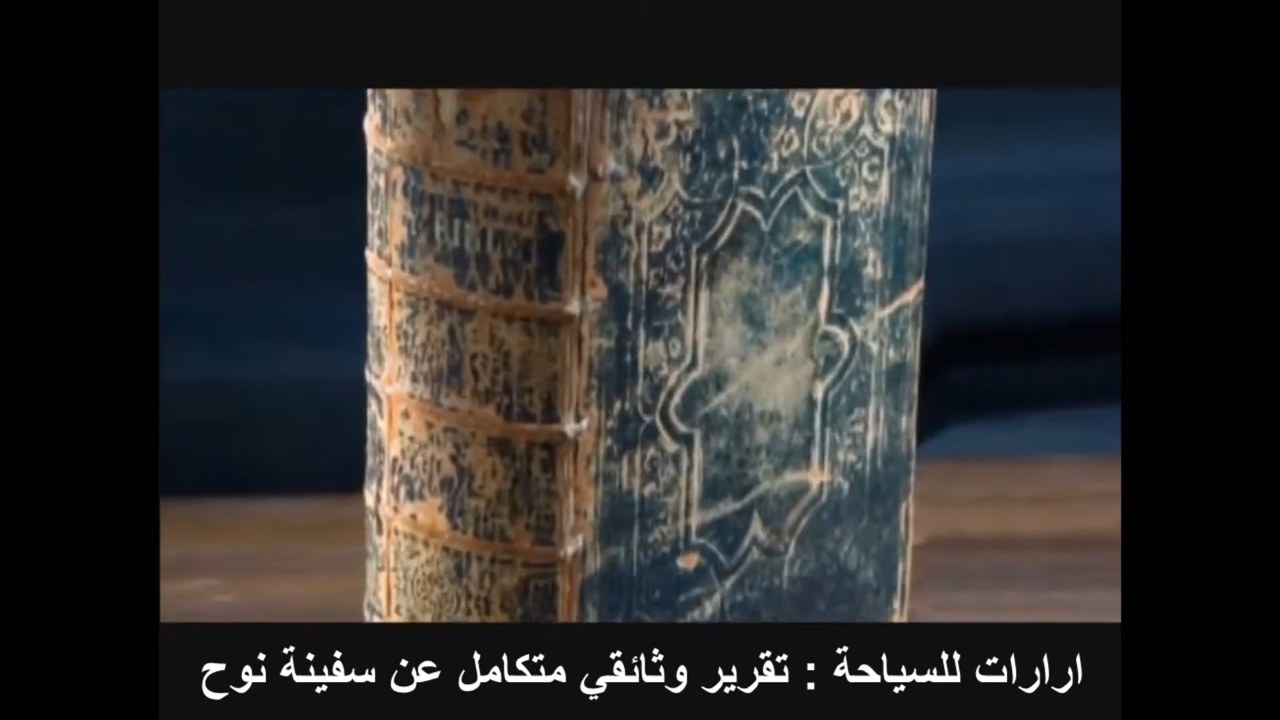 ارارات للسياحة : تقرير وثائقي متكامل عن سفينة نوح